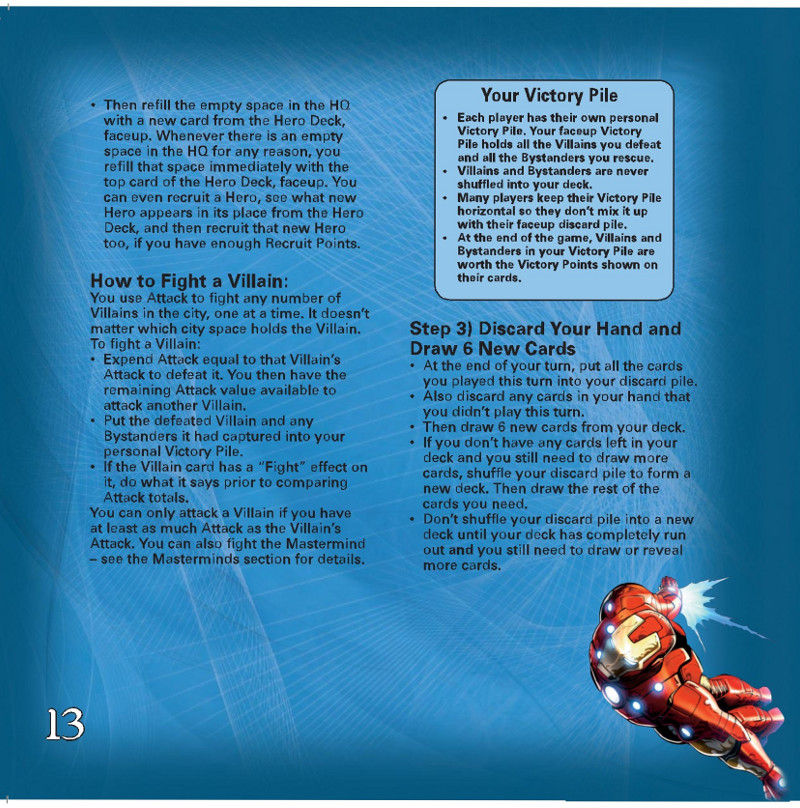 • Then refill the empty space in the HQ
with a new card from the Hero Deck,
faceup. Whenever there is an empty
space in the HQ for any reason, you
refill that space immediately with the
top card of the Hero Deck, faceup. You
can even recruit a Hero, see what new
Hero appears in its place from the Hero
Deck, and then recruit that new Hero
too, if you have enough Recruit Points.
How to Fight a Villain:
You use Attack to fight any number of
Villains in the city, one at a time. It doesn't
matter which city space holds the Villain.
To fight a Villain:
• Expend Attack equal to that Villain's
Attack to defeat it. You then have the
remaining Attack value available to
attack another Villain.
• Put the defeated Villain and any
Bystanders it had captured into your
personal Victory Pile.
• If the Villain card has a "Fight" effect on
it, do what it says prior to comparing
Attack totals.
You can only attack a Villain if you have
at least as much Attack as the Villain's
Attack. You can also fight the Mastermind
– see the Masterminds section for details.
Your Victory Pile
• Each player has their own personal
Victory Pile. Your faceup Victory
Pile holds all the Villains you defeat
and all the Bystanders you rescue.
• Villains and Bystanders are never
shuffled into your deck.
• Many players keep their Victory Pile
horizontal so they don't mix it up
with their faceup discard pile.
• At the end of the game, Villains and
Bystanders in your Victory Pile are
worth the Victory Points shown on
their cards.
Step 3) Discard Your Hand and
Draw 6 New Cards
• At the end of your turn, put all the cards
you played this turn into your discard pile.
• Also discard any cards in your hand that
you didn't play this turn.
• Then draw 6 new cards from your deck.
• If you don't have any cards left in your
deck and you still need to draw more
cards, shuffle your discard pile to form a
new deck. Then draw the rest of the
cards you need.
• Don't shuffle your discard pile into a new
deck until your deck has completely run
out and you still need to draw or reveal
more cards.
13